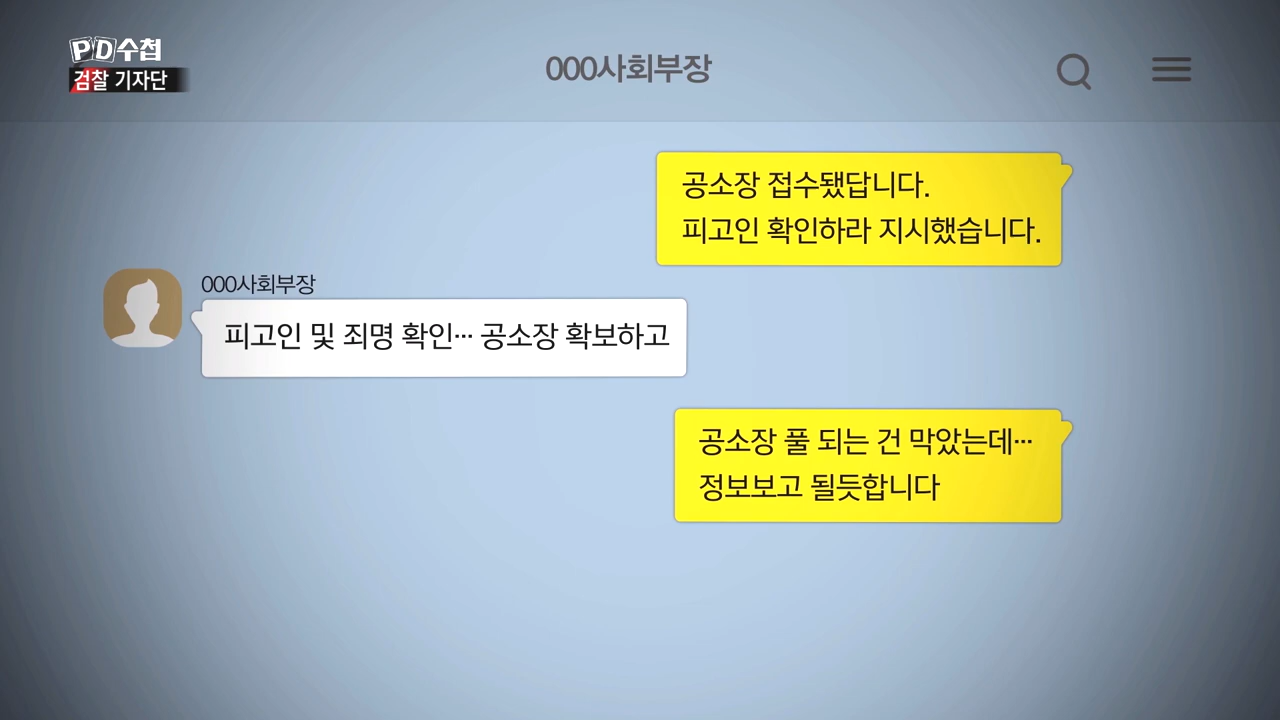 PD수첩
검찰 기자단
000사회부장
공소장 접수됐답니다.
피고인 확인하라 지시했습니다.
000사회부장
피고인 및 죄명 확인… 공소장 확보하고
공소장 풀 되는 건 막았는데…
정보보고 될듯합니다